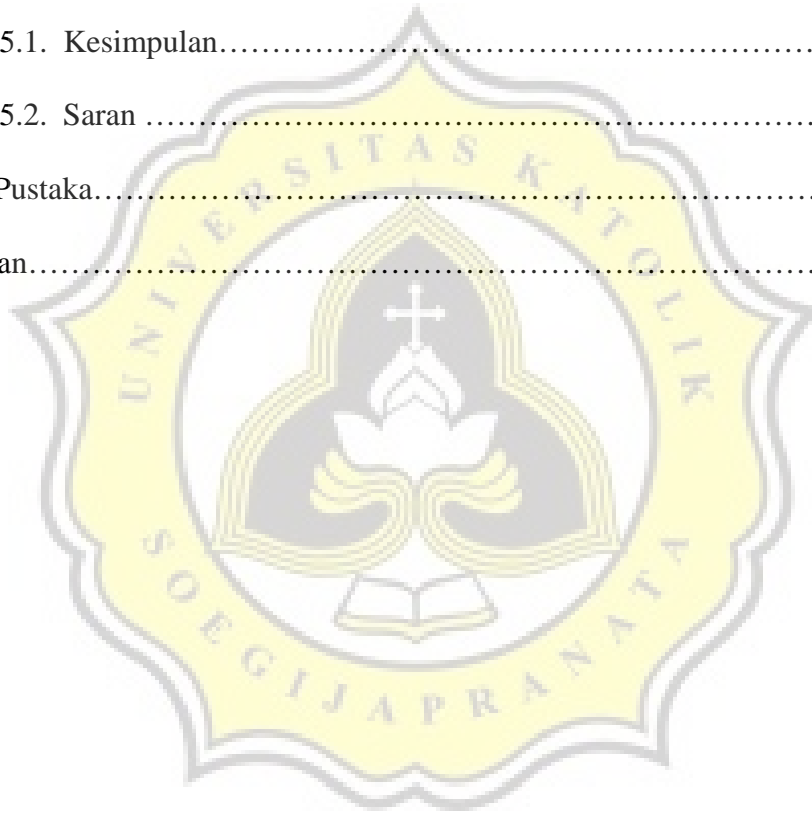 5.1. Kesimpulan……………………………………………………
5.2. Saran ……………………………………………………………
Pustaka………………………………………………………………
an……………………………………………………………………
UNIVERSITAS KATOLIK
SOEGIJAPRANATA